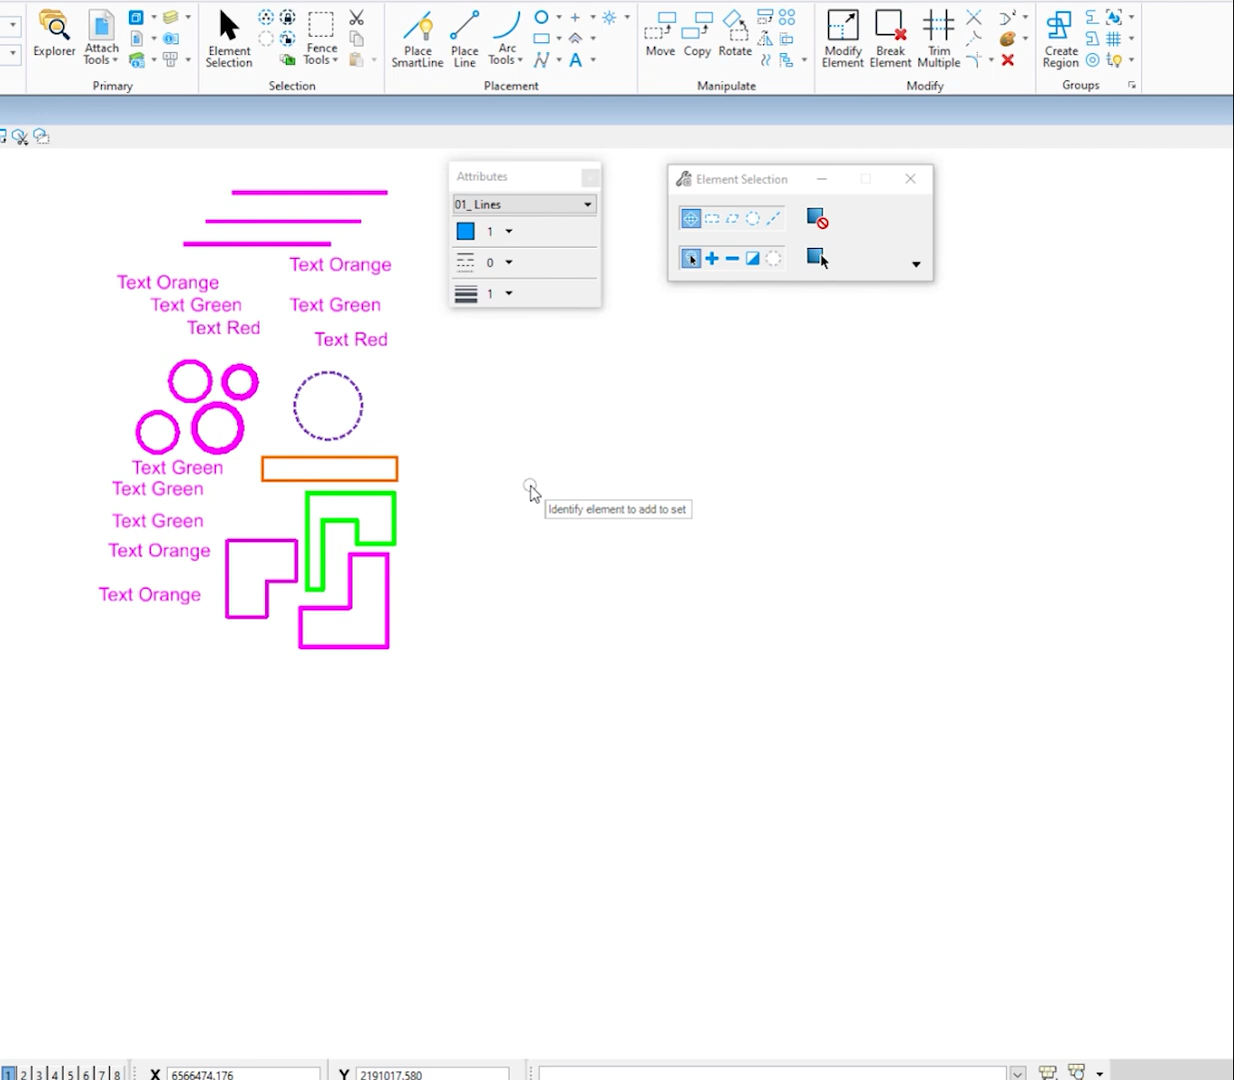 Explorer
Attach Tools
Primary
Element Selection
Fence Tools
Selection
Place SmartLine
Place Line
Arc Tools
Placement
Move
Copy
Rotate
Manipulate
Modify Element
Break Element
Trim Multiple
Modify
Create Region
Groups
Attributes
01_ Lines
1
0
1
Element Selection
Text Orange
Text Orange
Text Green
Text Green
Text Red
Text Red
Text Green
Text Green
Identify element to add to set
Text Green
Text Orange
Text Orange
1 2 3 4 5 6 7 8
X 6566474.176
Y 2191017.580